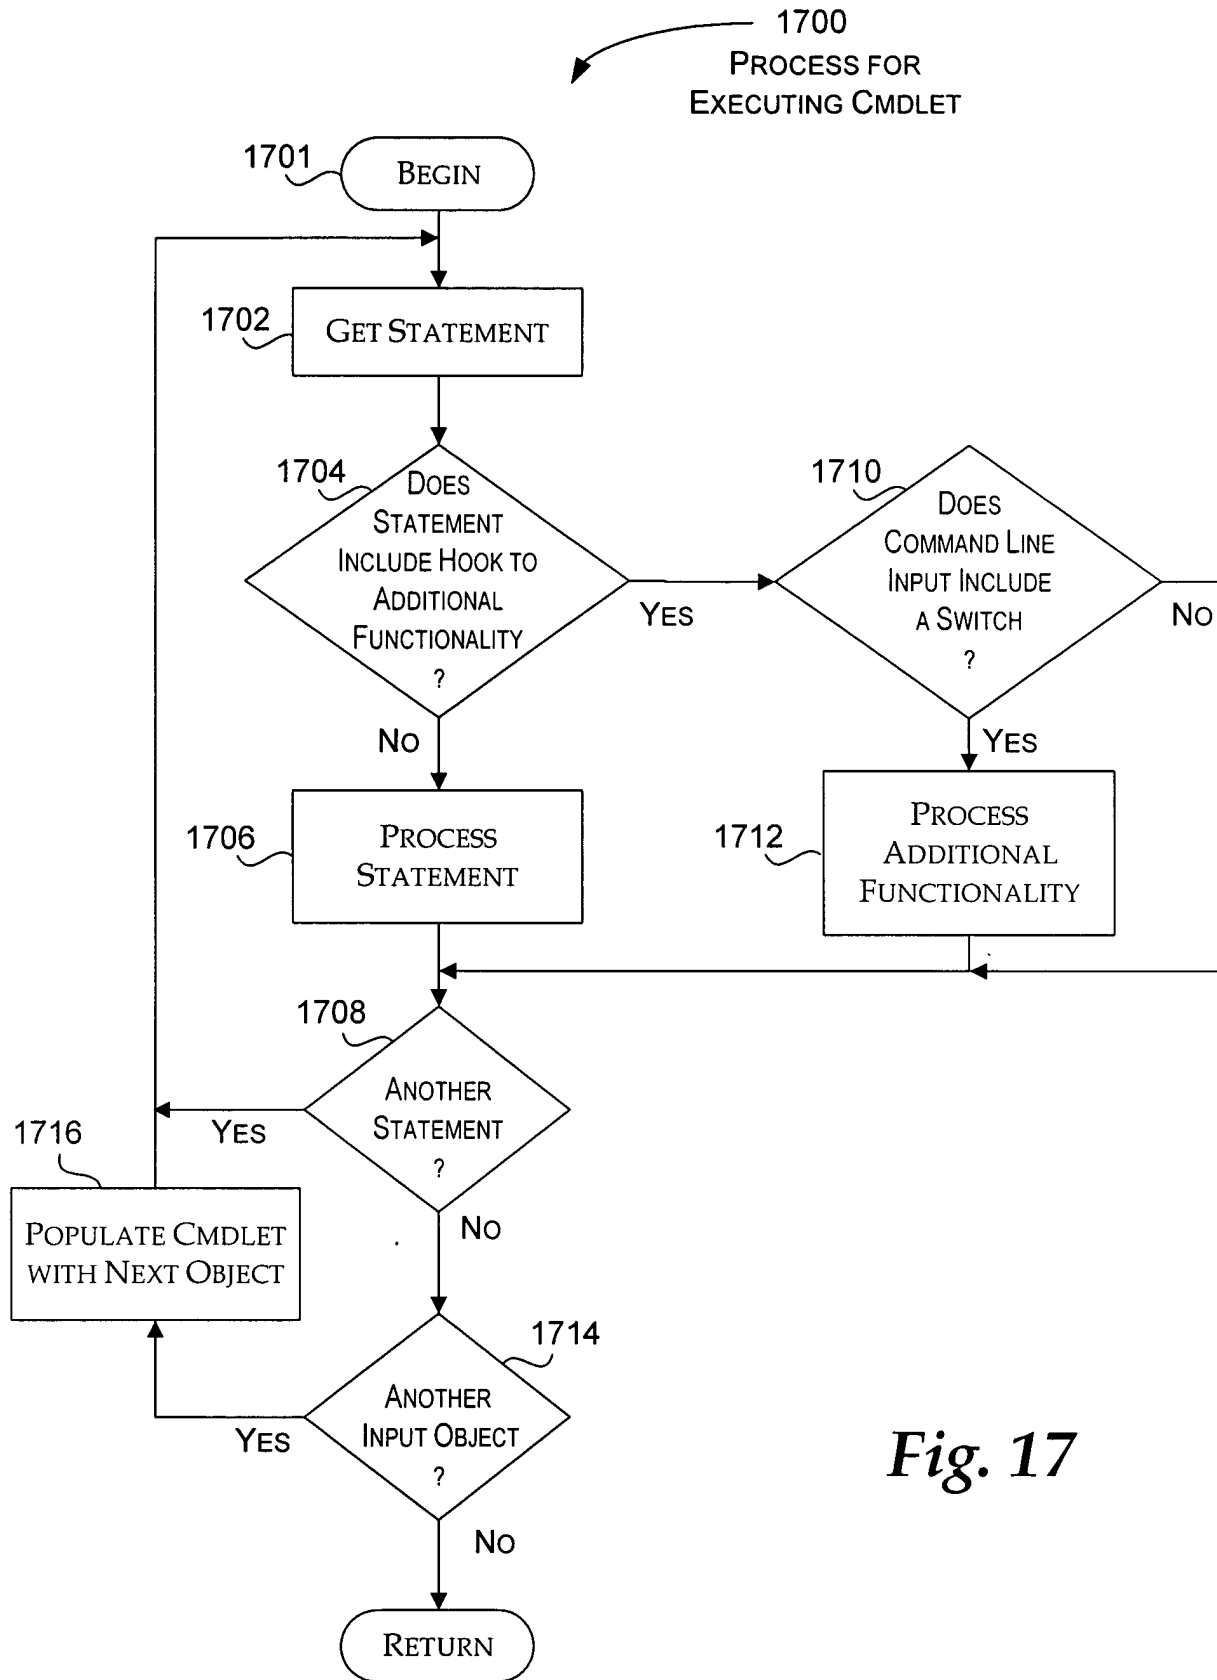 1700
PROCESS FOR
EXECUTING CMDLET
1701
BEGIN
1702
GET STATEMENT
1704
DOES
STATEMENT
INCLUDE HOOK TO
ADDITIONAL
FUNCTIONALITY
?
YES
NO
1710
DOES
COMMAND LINE
INPUT INCLUDE
A SWITCH
?
NO
YES
1706
PROCESS
STATEMENT
1712
PROCESS
ADDITIONAL
FUNCTIONALITY
1708
ANOTHER
STATEMENT
?
YES
NO
1716
POPULATE CMDLET
WITH NEXT OBJECT
1714
ANOTHER
INPUT OBJECT
?
YES
NO
RETURN
Fig. 17